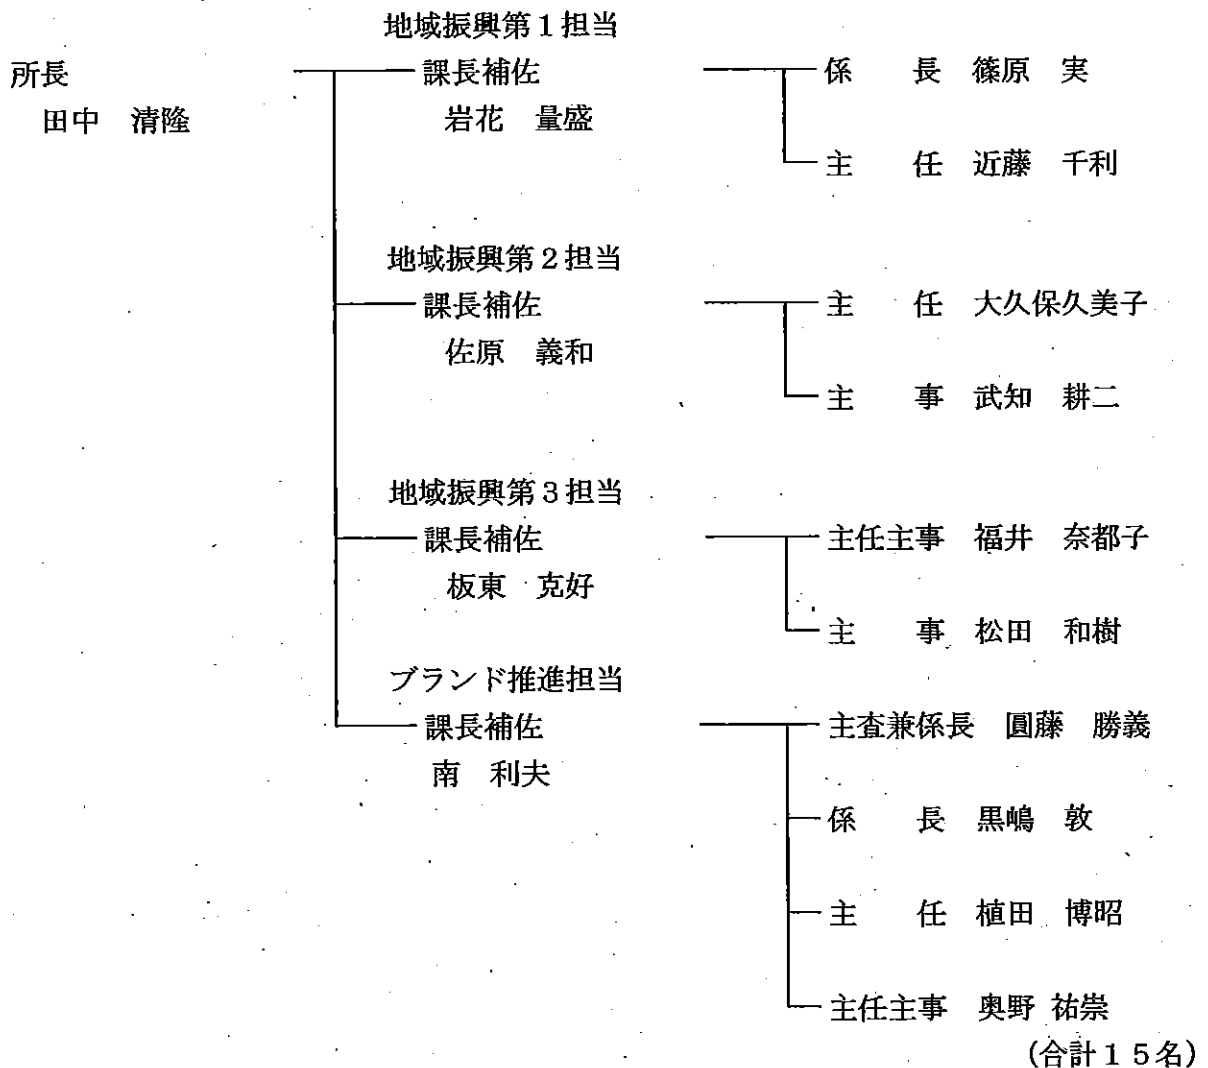 地域振興第１担当
所長　課長補佐　係　長　篠原　実
田中　清隆　岩花　量盛
主　任　近藤　千利
地域振興第２担当
課長補佐　主　任　大久保久美子
佐原　義和
主　事　武知　耕二
地域振興第３担当
課長補佐　主任主事　福井　奈都子
板東　克好
主　事　松田　和樹
ブランド推進担当
課長補佐　主査兼係長　圓藤　勝義
南　利夫
係　長　黒嶋　敦
主　任　植田　博昭
主任主事　奥野 祐崇
(合計１５名)